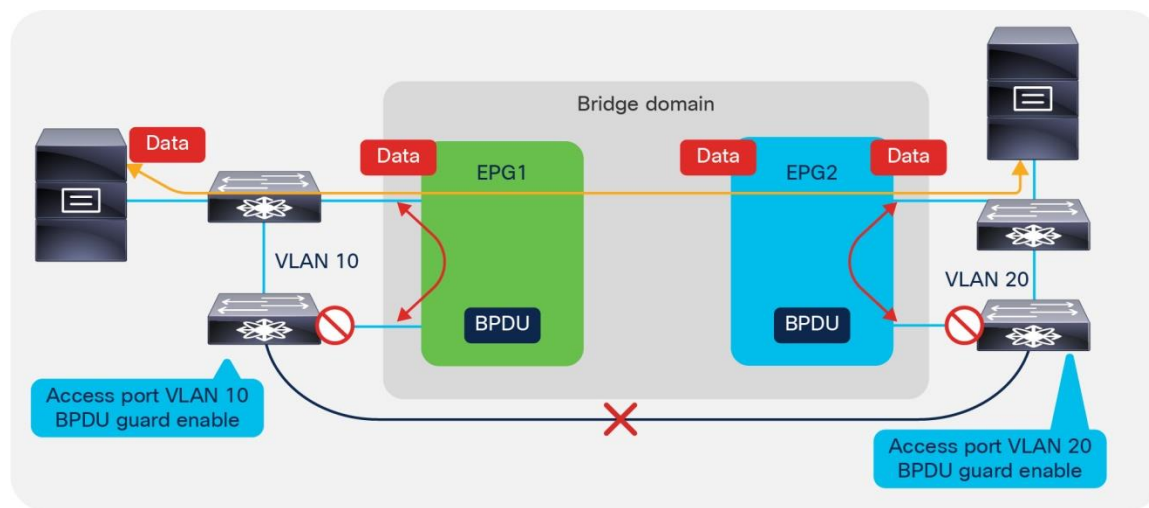 Bridge domain
Data
Data
EPG1
Data
EPG2
Data
VLAN 10
VLAN 20
BPDU
BPDU
Access port VLAN 10
BPDU guard enable
Access port VLAN 20
BPDU guard enable